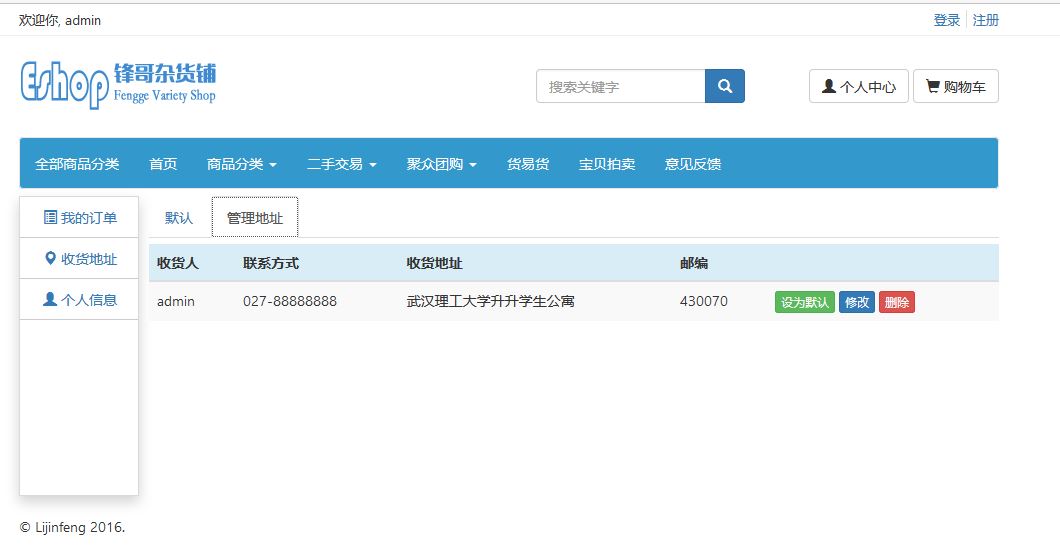 欢迎你, admin
登录 注册
Eshop 锋哥杂货铺
Fengge Variety Shop
搜索关键字
个人中心 购物车
全部商品分类 首页 商品分类 二手交易 聚众团购 货易货 宝贝拍卖 意见反馈
我的订单
收货地址
个人信息
默认 管理地址
收货人 联系方式 收货地址 邮编
admin 027-88888888 武汉理工大学升升学生公寓 430070 设为默认 修改 删除
© Lijinfeng 2016.